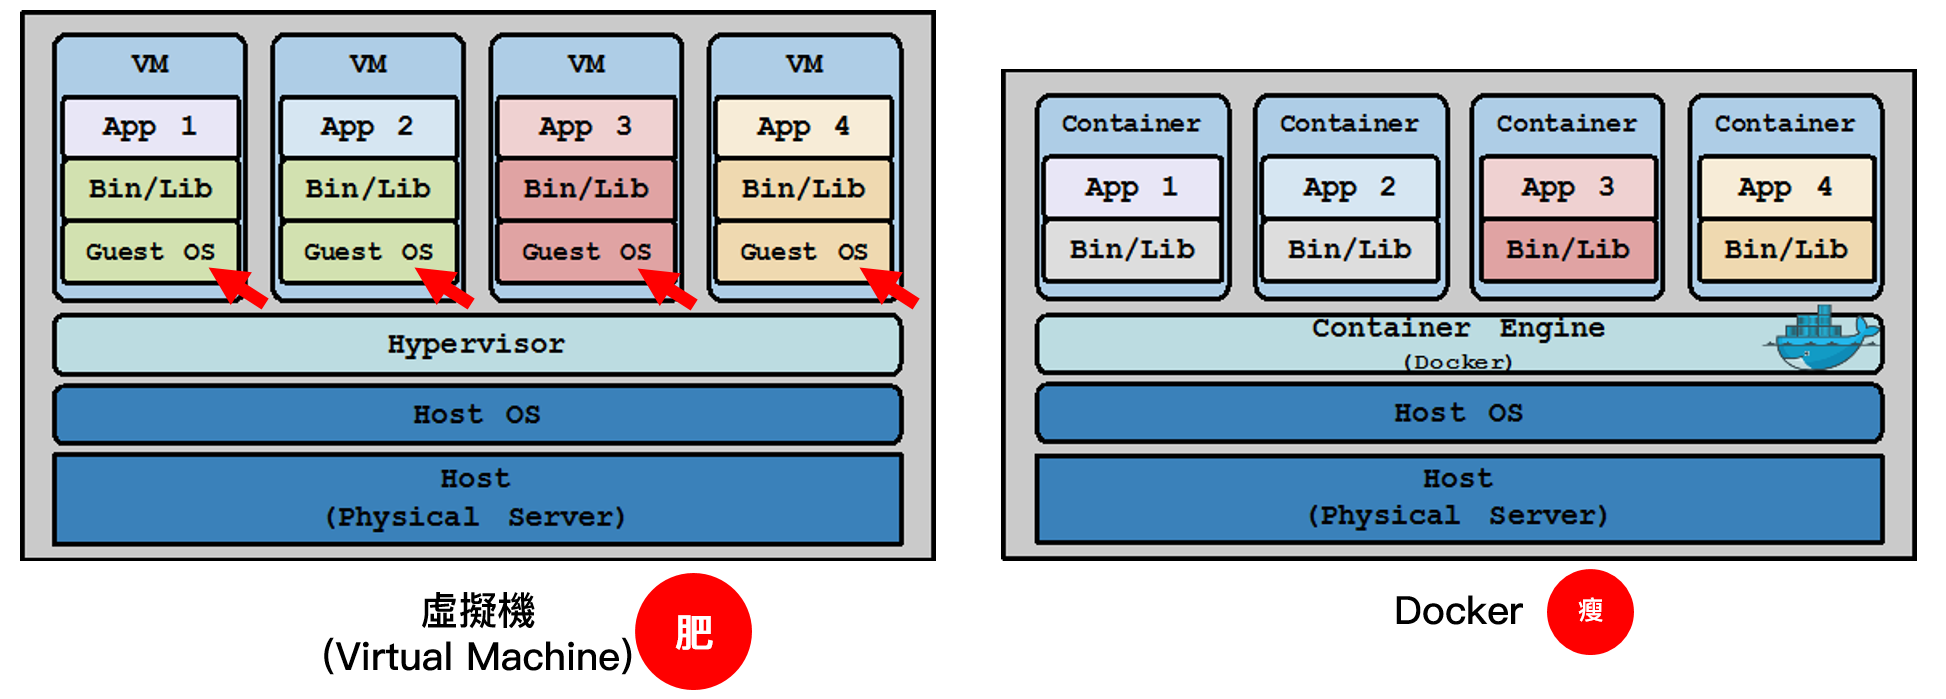 VM
App 1
Bin/Lib
Guest OS
VM
App 2
Bin/Lib
Guest OS
VM
App 3
Bin/Lib
Guest OS
VM
App 4
Bin/Lib
Guest OS
Hypervisor
Host OS
Host
(Physical Server)
虛擬機
(Virtual Machine)
肥
Container
App 1
Bin/Lib
Container
App 2
Bin/Lib
Container
App 3
Bin/Lib
Container
App 4
Bin/Lib
Container Engine
(Docker)
Host OS
Host
(Physical Server)
Docker
瘦